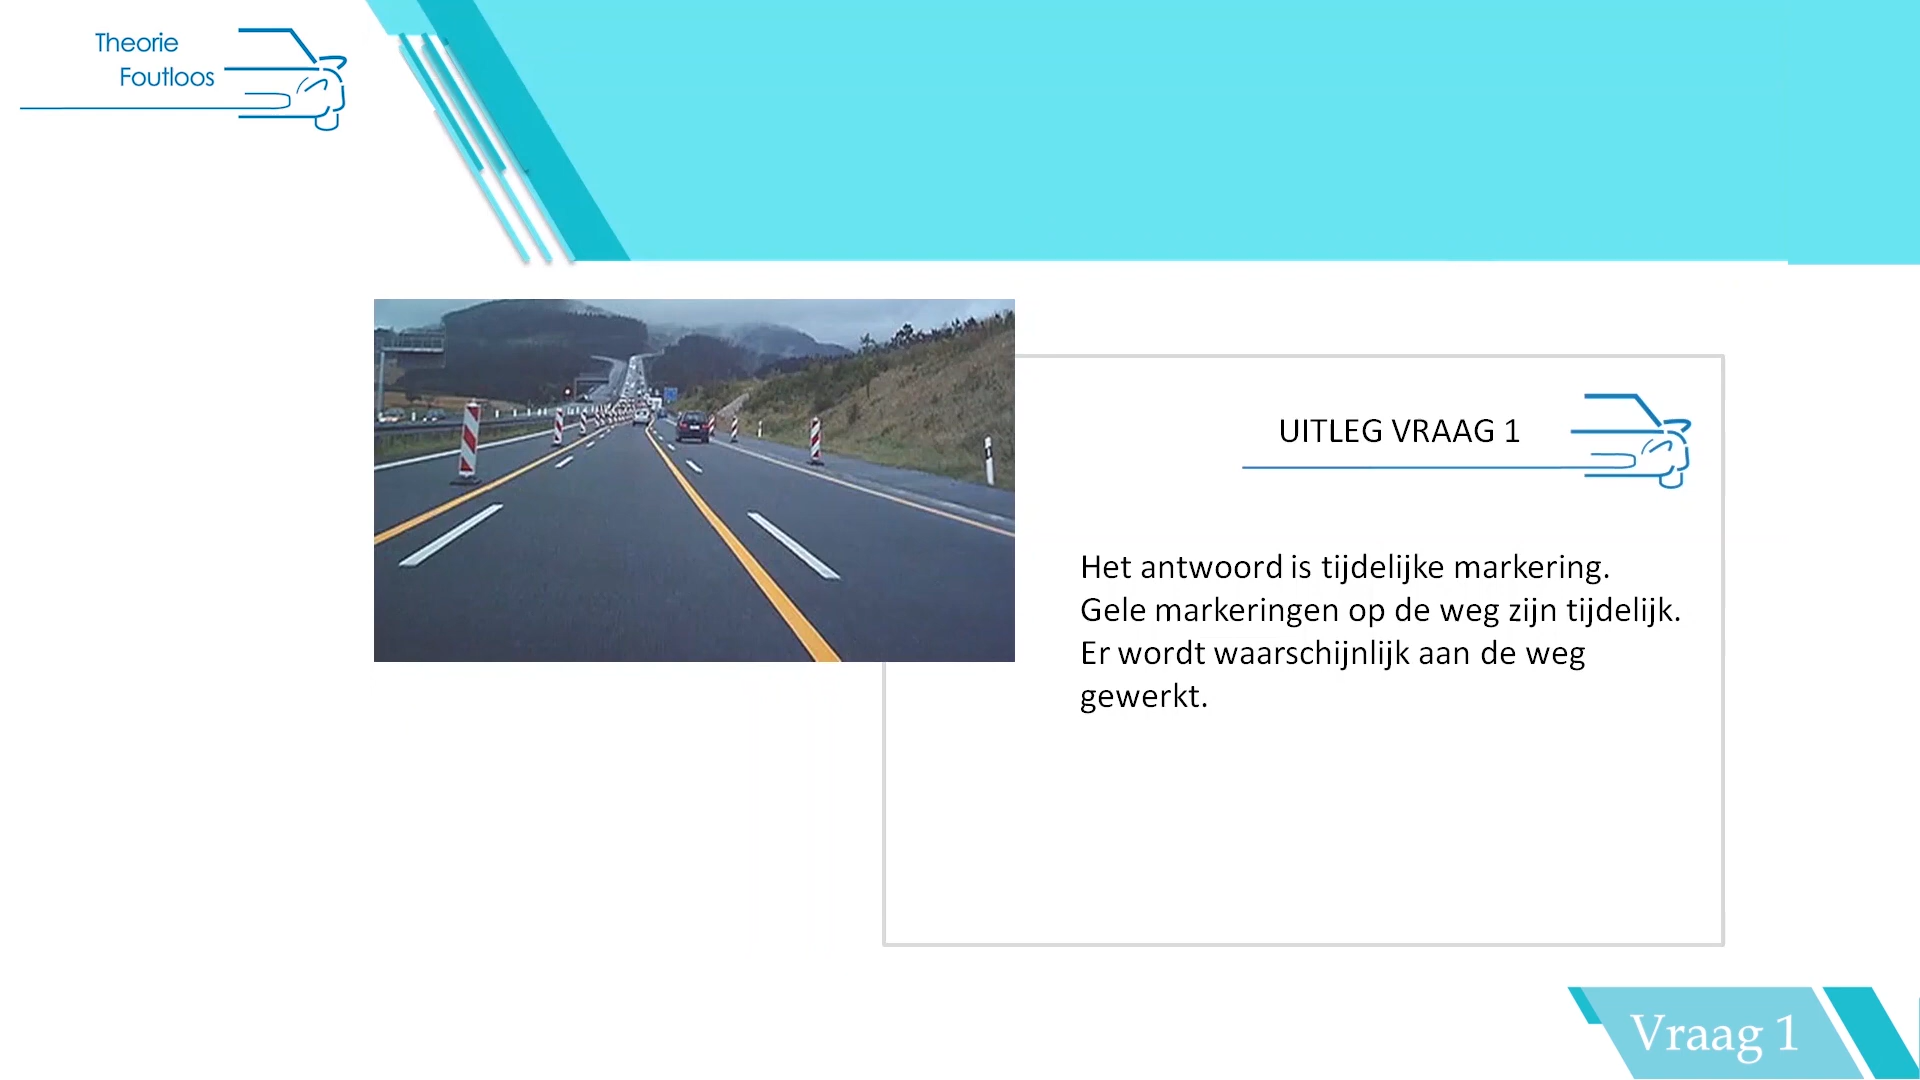 Theorie
Foutloos
UITLEG VRAAG 1
Het antwoord is tijdelijke markering.
Gele markeringen op de weg zijn tijdelijk.
Er wordt waarschijnlijk aan de weg
gewerkt.
Vraag 1